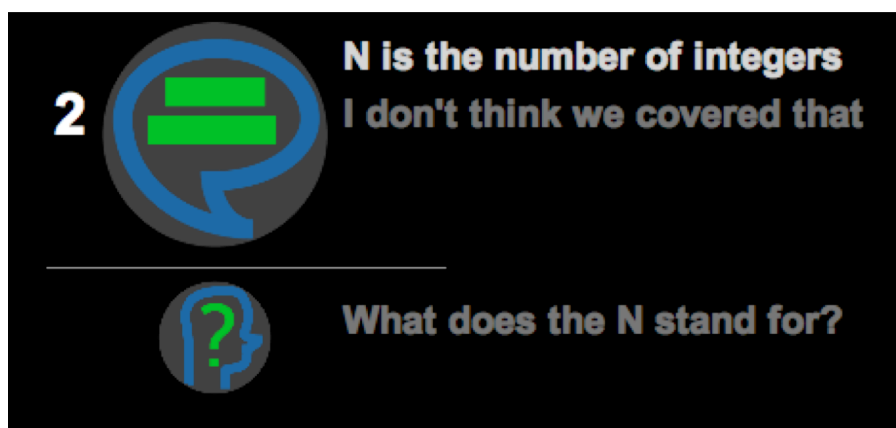 N is the number of integers
2
I don't think we covered that
What does the N stand for?
?